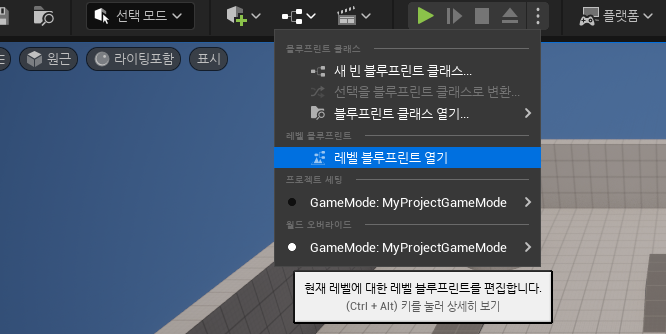 선택 모드
플랫폼
원근
라이팅포함
표시
블루프린트 클래스
새 빈 블루프린트 클래스...
선택을 블루프린트 클래스로 변환...
블루프린트 클래스 열기...
레벨 블루프린트
레벨 블루프린트 열기
프로젝트 세팅
GameMode: MyProjectGameMode
월드 오버라이드
GameMode: MyProjectGameMode
현재 레벨에 대한 레벨 블루프린트를 편집합니다.
(Ctrl + Alt) 키를 눌러 상세히 보기